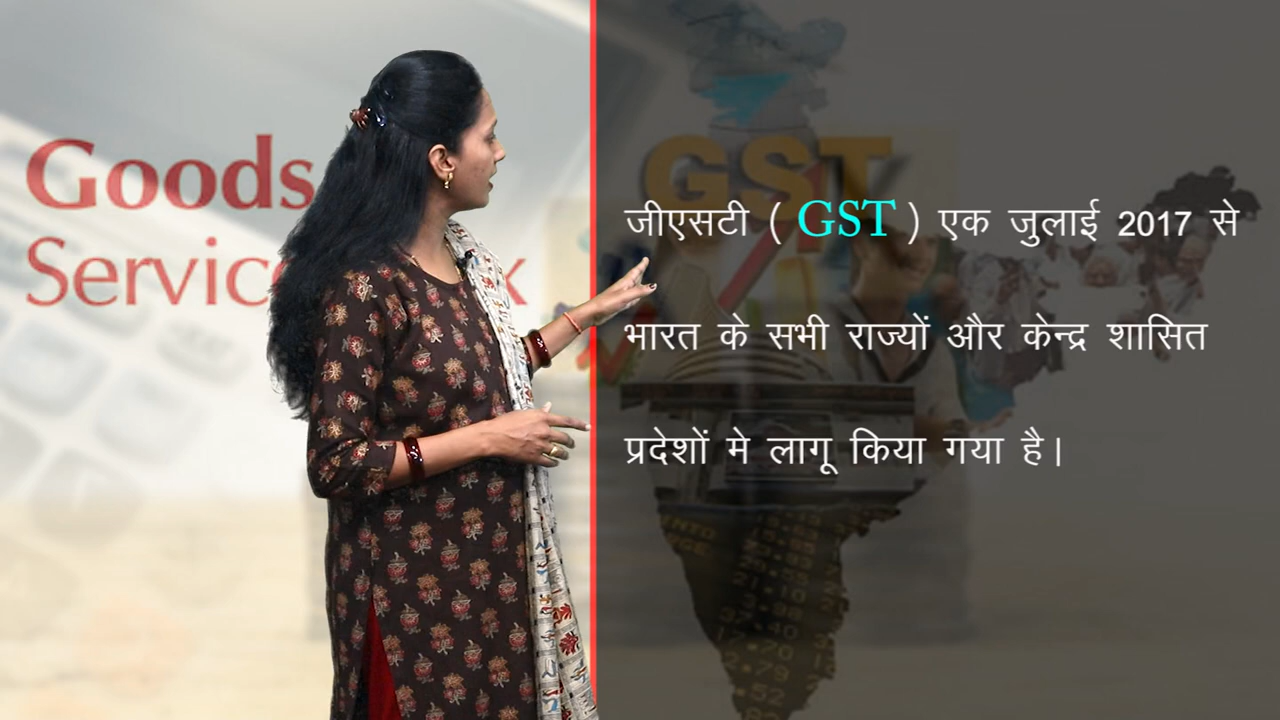 Goods
Servic x
GST
जीएसटी ( GST ) एक जुलाई 2017 से
भारत के सभी राज्यों और केन्द्र शासित
प्रदेशों मे लागू किया गया है।